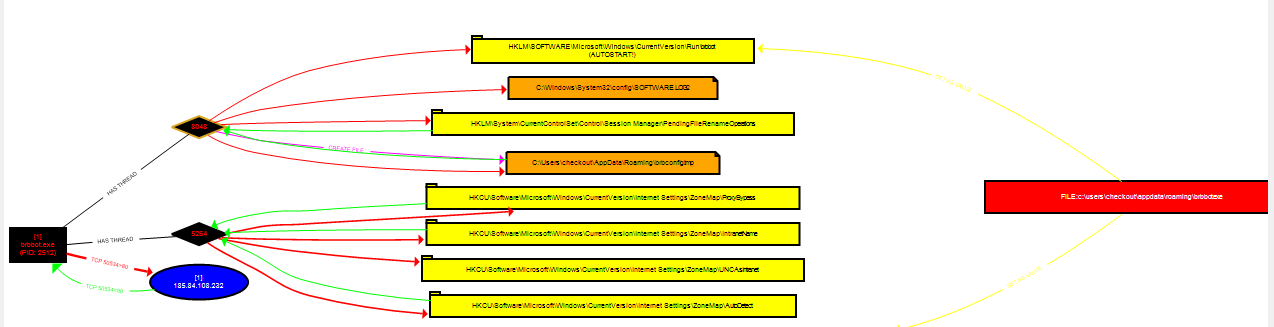 HKLM\SOFTWARE\Microsoft\Windows\CurrentVersion\Run\brbbot
(AUTOSTART!)
C:\Windows\System32\config\SOFTWARE.LOG2
8348
HKLM\System\CurrentControlSet\Control\Session Manager\PendingFileRenameOperations
CREATE FILE
C:\Users\checkout\AppData\Roaming\brbconfig.tmp
HAS THREAD
FILE:c:\users\checkout\appdata\roaming\brbbot.exe
HKCU\Software\Microsoft\Windows\CurrentVersion\Internet Settings\ZoneMap\ProxyBypass
[1]
brbbot.exe
(PID: 2912)
HAS THREAD
5264
HKCU\Software\Microsoft\Windows\CurrentVersion\Internet Settings\ZoneMap\IntranetName
TCP 50534>80
[1]
185.84.108.232
HKCU\Software\Microsoft\Windows\CurrentVersion\Internet Settings\ZoneMap\UNCAsIntranet
TCP 50534>80
HKCU\Software\Microsoft\Windows\CurrentVersion\Internet Settings\ZoneMap\AutoDetect